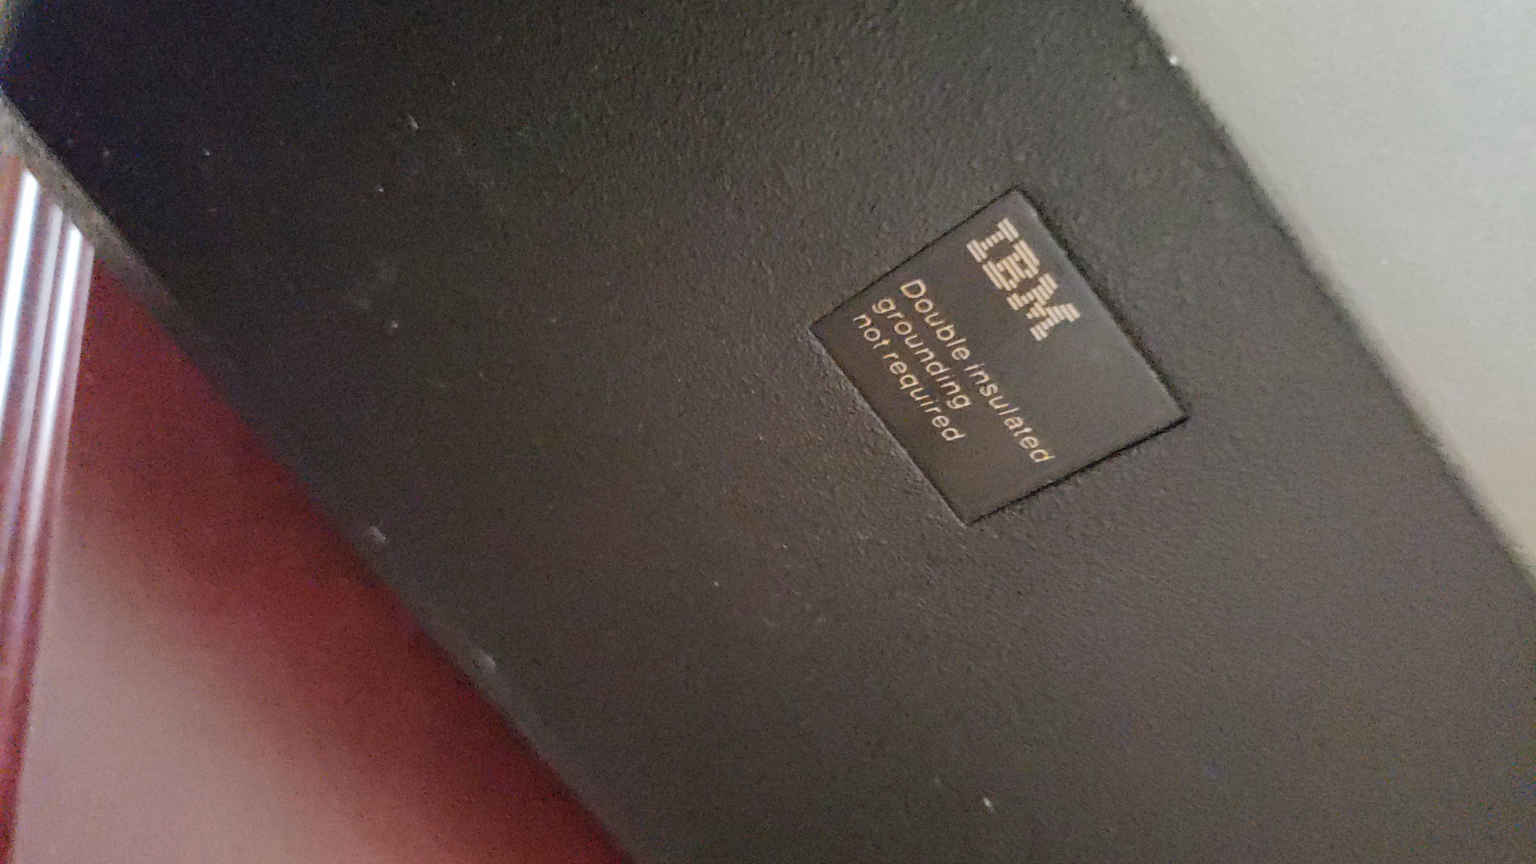 IBM
Double insulated
grounding
not required